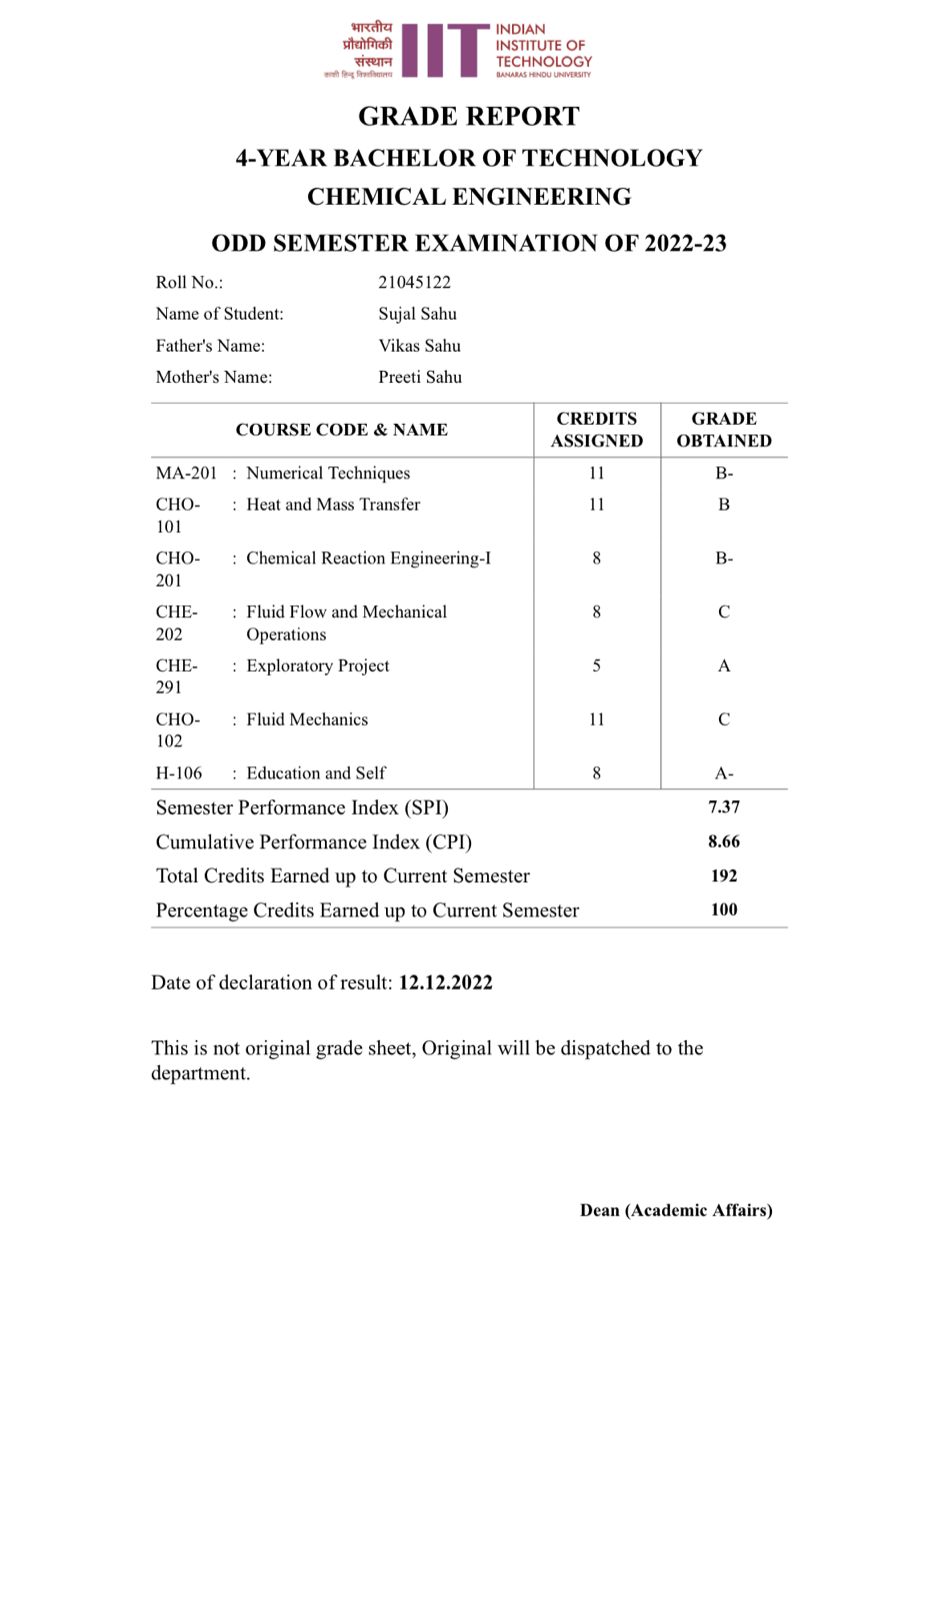 भारतीय
प्रौद्योगिकी
संस्थान
काशी हिन्दू विश्वविद्यालय
IIT
INDIAN
INSTITUTE OF
TECHNOLOGY
BANARAS HINDU UNIVERSITY
GRADE REPORT
4-YEAR BACHELOR OF TECHNOLOGY
CHEMICAL ENGINEERING
ODD SEMESTER EXAMINATION OF 2022-23
Roll No.: 21045122
Name of Student: Sujal Sahu
Father's Name: Vikas Sahu
Mother's Name: Preeti Sahu
COURSE CODE & NAME CREDITS ASSIGNED GRADE OBTAINED
MA-201 : Numerical Techniques 11 B-
CHO- : Heat and Mass Transfer 11 B
101
CHO- : Chemical Reaction Engineering-I 8 B-
201
CHE- : Fluid Flow and Mechanical 8 C
202 Operations
CHE- : Exploratory Project 5 A
291
CHO- : Fluid Mechanics 11 C
102
H-106 : Education and Self 8 A-
Semester Performance Index (SPI) 7.37
Cumulative Performance Index (CPI) 8.66
Total Credits Earned up to Current Semester 192
Percentage Credits Earned up to Current Semester 100
Date of declaration of result: 12.12.2022
This is not original grade sheet, Original will be dispatched to the
department.
Dean (Academic Affairs)